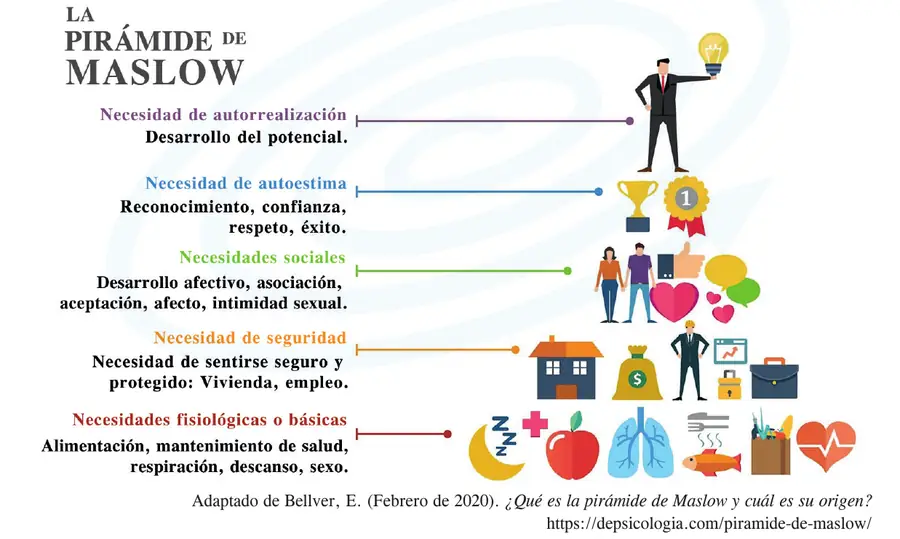 LA
PIRÁMIDE DE
MASLOW
Necesidad de autorrealización
Desarrollo del potencial.
Necesidad de autoestima
Reconocimiento, confianza,
respeto, éxito.
1
Necesidades sociales
Desarrollo afectivo, asociación,
aceptación, afecto, intimidad sexual.
Necesidad de seguridad
Necesidad de sentirse seguro y
protegido: Vivienda, empleo.
$
Necesidades fisiológicas o básicas
Alimentación, mantenimiento de salud,
respiración, descanso, sexo.
Z
Z
Z
Adaptado de Bellver, E. (Febrero de 2020). ¿Qué es la pirámide de Maslow y cuál es su origen?
https://depsicologia.com/piramide-de-maslow/